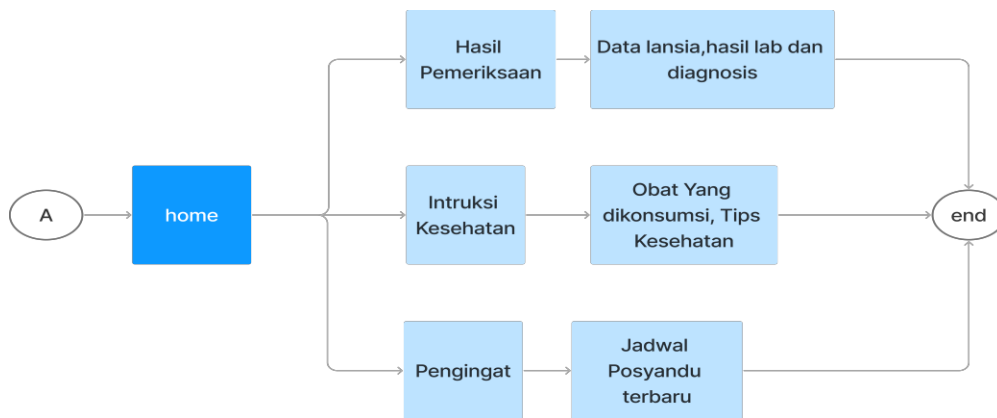 Hasil
Pemeriksaan
Data lansia,hasil lab dan
diagnosis
A
home
Intruksi
Kesehatan
Obat Yang
dikonsumsi, Tips
Kesehatan
end
Pengingat
Jadwal
Posyandu
terbaru